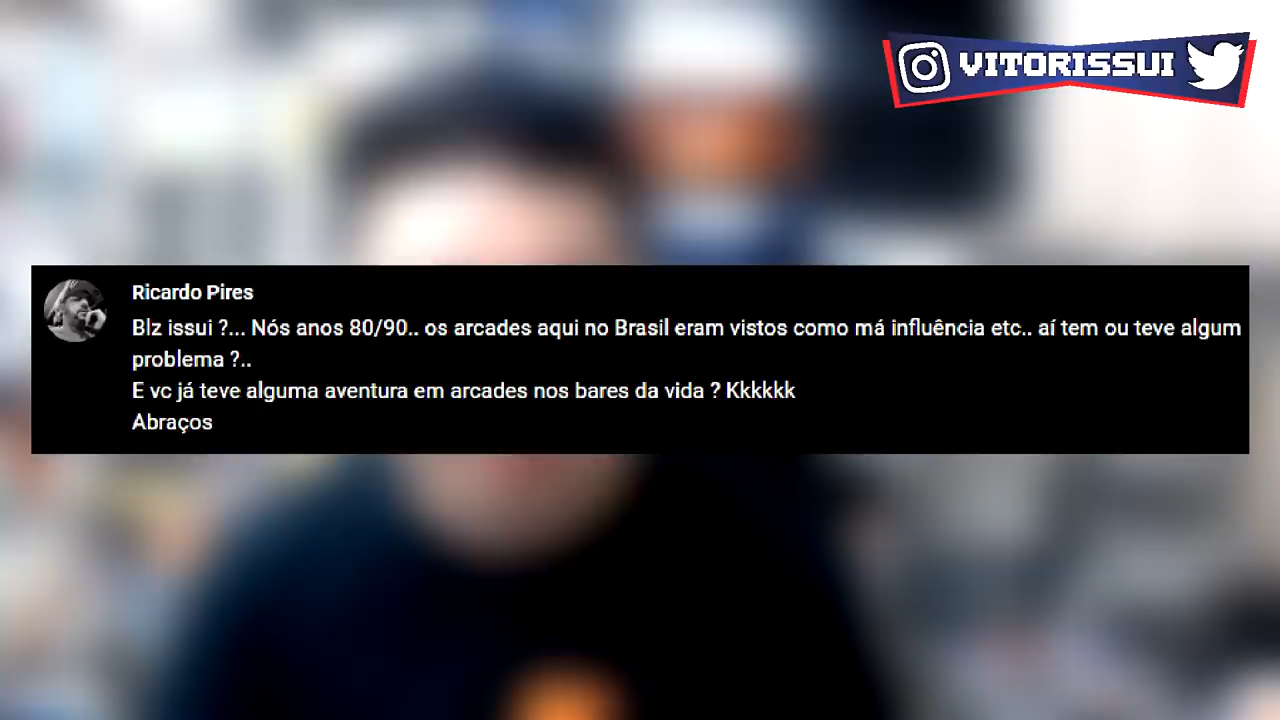 VITORISSUI
Ricardo Pires
Blz issui ?... Nós anos 80/90.. os arcades aqui no Brasil eram vistos como má influência etc.. aí tem ou teve algum
problema ?..
E vc já teve alguma aventura em arcades nos bares da vida ? Kkkkkk
Abraços